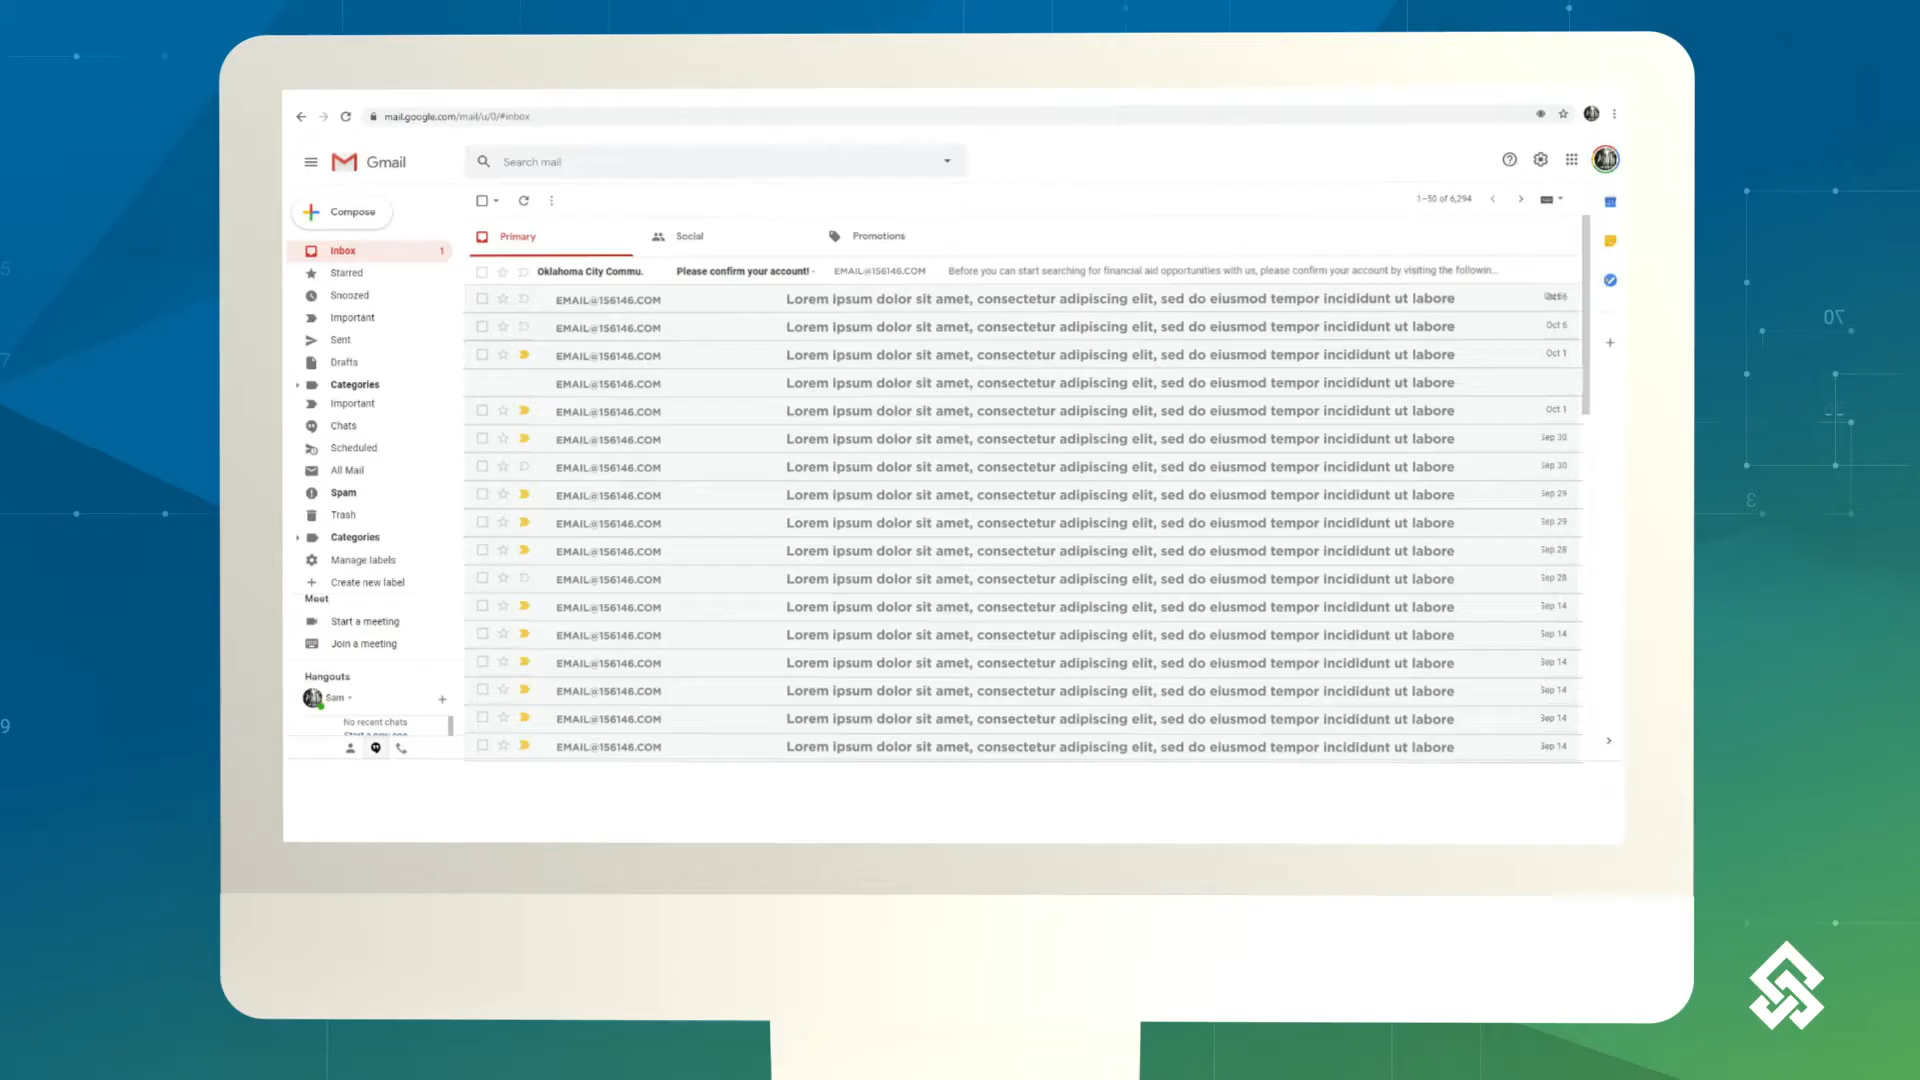 mail.google.com/mail/u/0/#inbox
Gmail
Search mail
1-50 of 6,294
Compose
Primary
Social
Promotions
Inbox 1
Starred
Snoozed
Important
Sent
Drafts
Categories
Important
Chats
Scheduled
All Mail
Spam
Trash
Categories
Manage labels
Create new label
Meet
Start a meeting
Join a meeting
Hangouts
Sam
No recent chats
Oklahoma City Commu. Please confirm your account! - EMAIL@156146.COM Before you can start searching for financial aid opportunities with us, please confirm your account by visiting the followin...
EMAIL@156146.COM Lorem ipsum dolor sit amet, consectetur adipiscing elit, sed do eiusmod tempor incididunt ut labore
EMAIL@156146.COM Lorem ipsum dolor sit amet, consectetur adipiscing elit, sed do eiusmod tempor incididunt ut labore Oct 6
EMAIL@156146.COM Lorem ipsum dolor sit amet, consectetur adipiscing elit, sed do eiusmod tempor incididunt ut labore Oct 1
EMAIL@156146.COM Lorem ipsum dolor sit amet, consectetur adipiscing elit, sed do eiusmod tempor incididunt ut labore
EMAIL@156146.COM Lorem ipsum dolor sit amet, consectetur adipiscing elit, sed do eiusmod tempor incididunt ut labore Oct 1
EMAIL@156146.COM Lorem ipsum dolor sit amet, consectetur adipiscing elit, sed do eiusmod tempor incididunt ut labore Sep 30
EMAIL@156146.COM Lorem ipsum dolor sit amet, consectetur adipiscing elit, sed do eiusmod tempor incididunt ut labore Sep 30
EMAIL@156146.COM Lorem ipsum dolor sit amet, consectetur adipiscing elit, sed do eiusmod tempor incididunt ut labore Sep 29
EMAIL@156146.COM Lorem ipsum dolor sit amet, consectetur adipiscing elit, sed do eiusmod tempor incididunt ut labore Sep 29
EMAIL@156146.COM Lorem ipsum dolor sit amet, consectetur adipiscing elit, sed do eiusmod tempor incididunt ut labore Sep 28
EMAIL@156146.COM Lorem ipsum dolor sit amet, consectetur adipiscing elit, sed do eiusmod tempor incididunt ut labore Sep 28
EMAIL@156146.COM Lorem ipsum dolor sit amet, consectetur adipiscing elit, sed do eiusmod tempor incididunt ut labore Sep 14
EMAIL@156146.COM Lorem ipsum dolor sit amet, consectetur adipiscing elit, sed do eiusmod tempor incididunt ut labore Sep 14
EMAIL@156146.COM Lorem ipsum dolor sit amet, consectetur adipiscing elit, sed do eiusmod tempor incididunt ut labore Sep 14
EMAIL@156146.COM Lorem ipsum dolor sit amet, consectetur adipiscing elit, sed do eiusmod tempor incididunt ut labore Sep 14
EMAIL@156146.COM Lorem ipsum dolor sit amet, consectetur adipiscing elit, sed do eiusmod tempor incididunt ut labore Sep 14
EMAIL@156146.COM Lorem ipsum dolor sit amet, consectetur adipiscing elit, sed do eiusmod tempor incididunt ut labore Sep 14